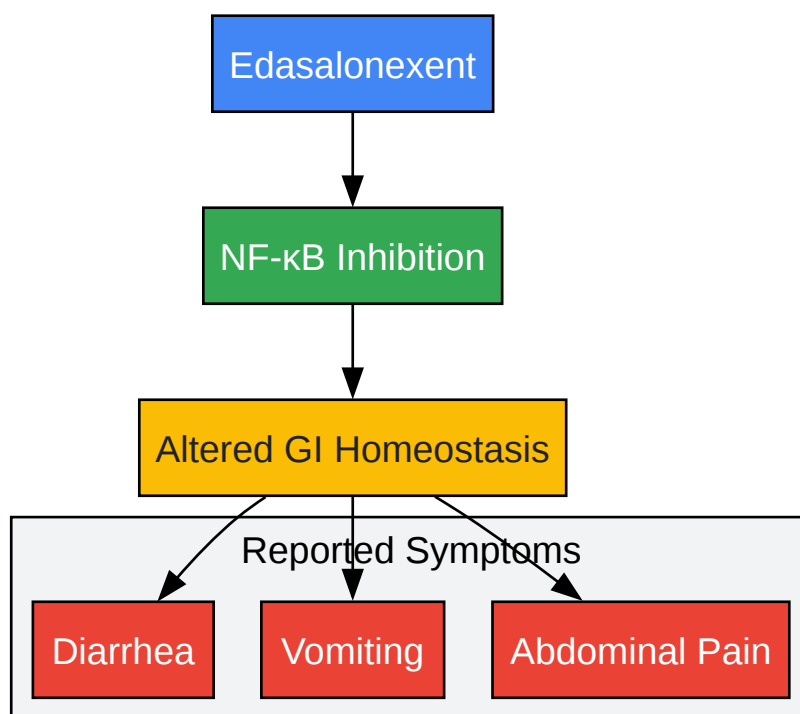 Edasalonexent
NF-κB Inhibition
Altered GI Homeostasis
Reported Symptoms
Diarrhea
Vomiting
Abdominal Pain